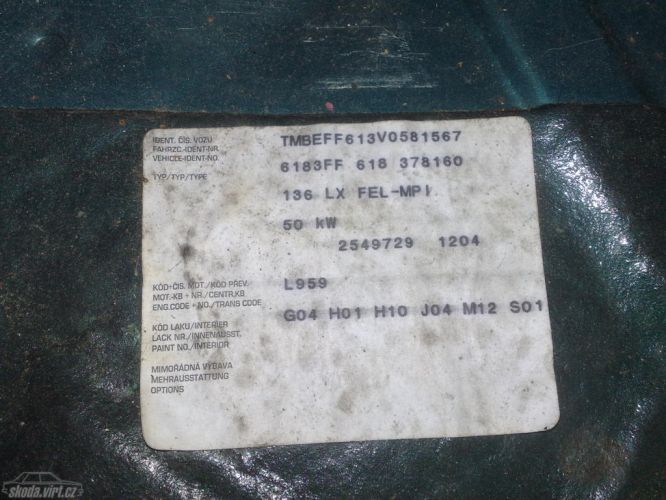 IDENT. ČÍS. VOZU
FAHRZG.-IDENT-NR.
VEHICLE-IDENT-NO.
TMBEFF613V0581567
TYP/TYP/TYPE
6183FF 618 378160
136 LX FEL-MPI
50 kW
2549729 1204
KÓD+ČIS. MOT./KÓD PŘEV.
MOT.-KB + NR./CENTR.KB
ENG.CODE + NO./TRANS CODE
L959
KÓD LAKU/INTERIER
LACK NR./INNENAUSST.
PAINT NO./INTERIOR
G04 H01 H10 J04 M12 S01
MIMOŘÁDNÁ VÝBAVA
MEHRAUSSTATTUNG
OPTIONS
skoda.virt.cz